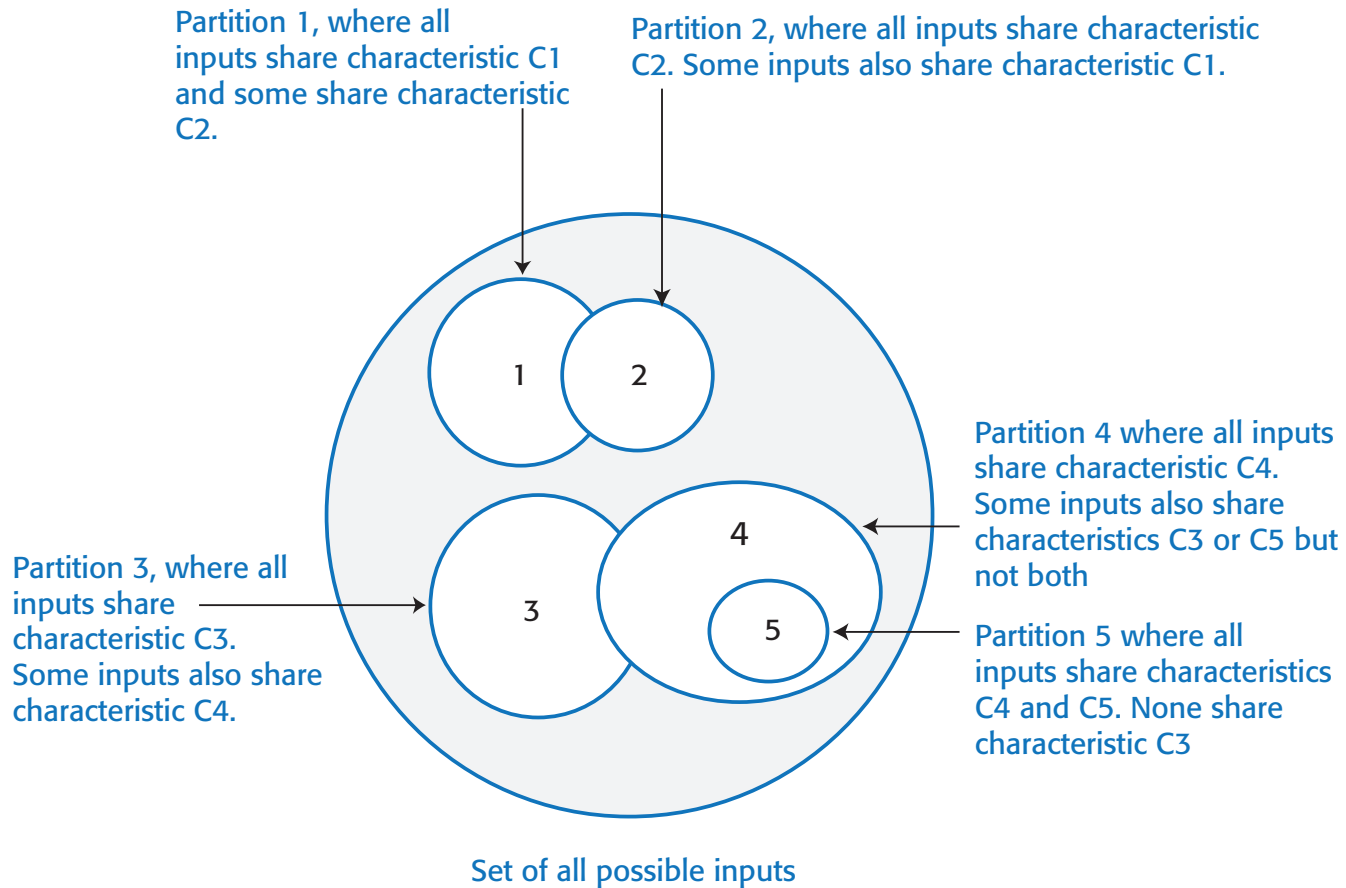 Partition 1, where all
inputs share characteristic C1
and some share characteristic
C2.
Partition 2, where all inputs share characteristic
C2. Some inputs also share characteristic C1.
1
2
Partition 4 where all inputs
share characteristic C4.
Some inputs also share
characteristics C3 or C5 but
not both
4
Partition 3, where all
inputs share
characteristic C3.
Some inputs also share
characteristic C4.
3
5
Partition 5 where all
inputs share characteristics
C4 and C5. None share
characteristic C3
Set of all possible inputs